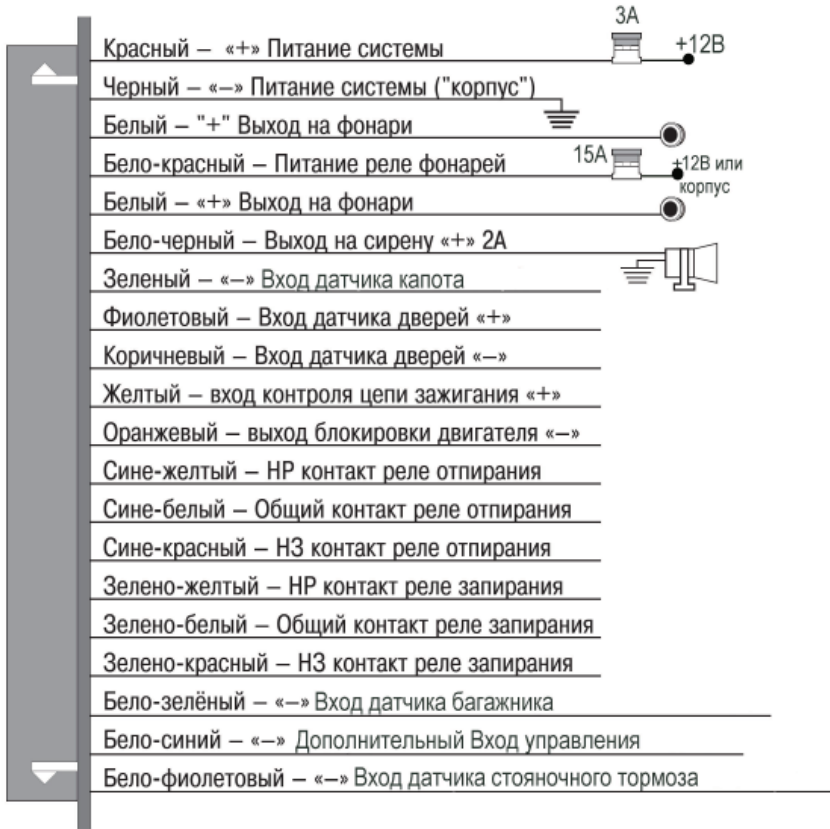 3А
Красный – «+» Питание системы +12В
Черный – «–» Питание системы ("корпус")
Белый – "+" Выход на фонари
Бело-красный – Питание реле фонарей 15А +12В или
корпус
Белый – «+» Выход на фонари
Бело-черный – Выход на сирену «+» 2А
Зеленый – «–» Вход датчика капота
Фиолетовый – Вход датчика дверей «+»
Коричневый – Вход датчика дверей «–»
Желтый – вход контроля цепи зажигания «+»
Оранжевый – выход блокировки двигателя «–»
Сине-желтый – НР контакт реле отпирания
Сине-белый – Общий контакт реле отпирания
Сине-красный – НЗ контакт реле отпирания
Зелено-желтый – НР контакт реле запирания
Зелено-белый – Общий контакт реле запирания
Зелено-красный – НЗ контакт реле запирания
Бело-зелёный – «–» Вход датчика багажника
Бело-синий – «–» Дополнительный Вход управления
Бело-фиолетовый – «–» Вход датчика стояночного тормоза